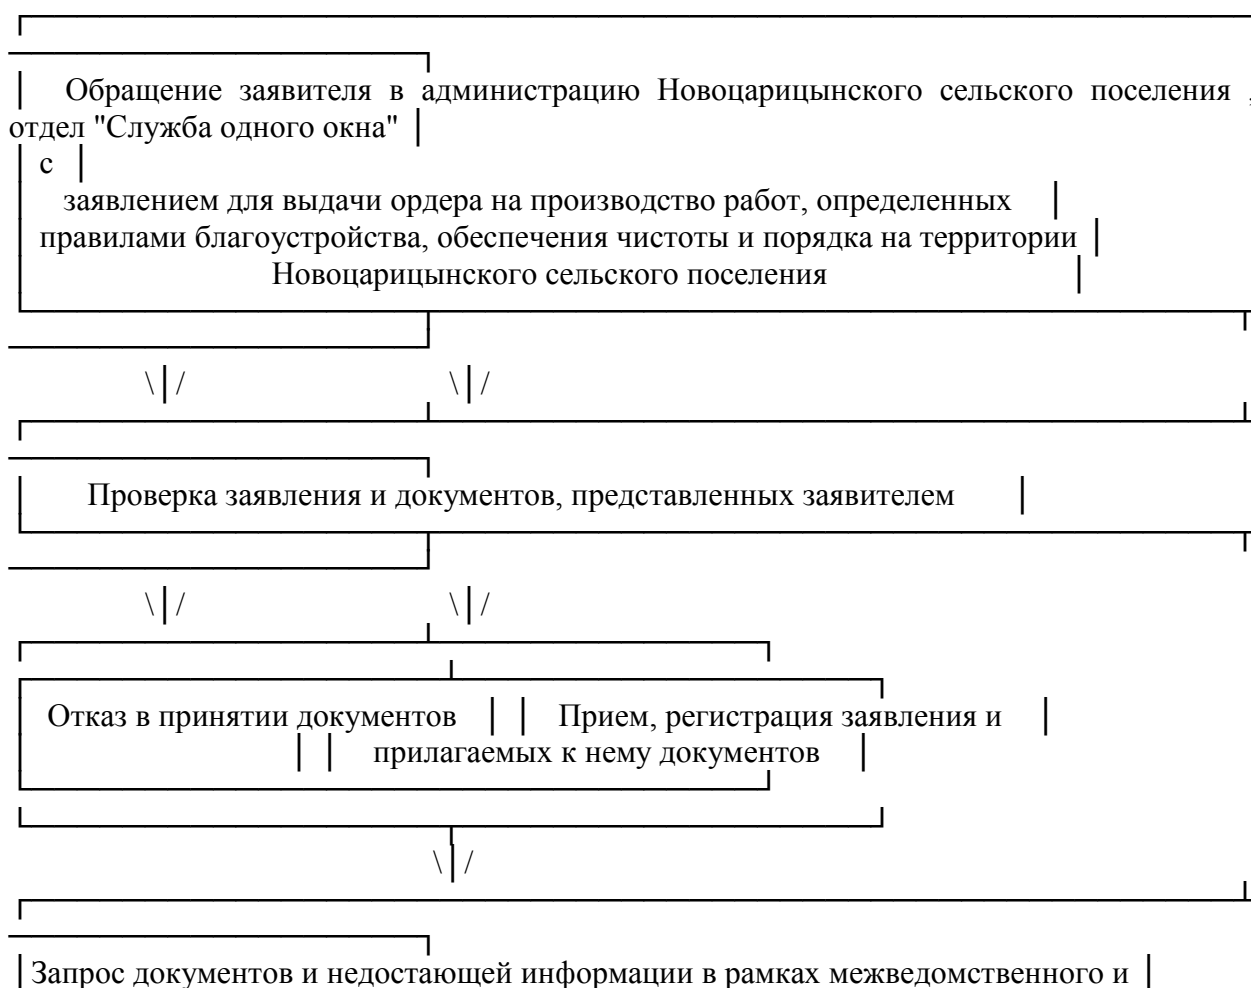 Обращение заявителя в администрацию Новоцарицынского сельского поселения ,
отдел "Служба одного окна"
с
заявлением для выдачи ордера на производство работ, определенных
правилами благоустройства, обеспечения чистоты и порядка на территории
Новоцарицынского сельского поселения
Проверка заявления и документов, представленных заявителем
Отказ в принятии документов Прием, регистрация заявления и
прилагаемых к нему документов
Запрос документов и недостающей информации в рамках межведомственного и